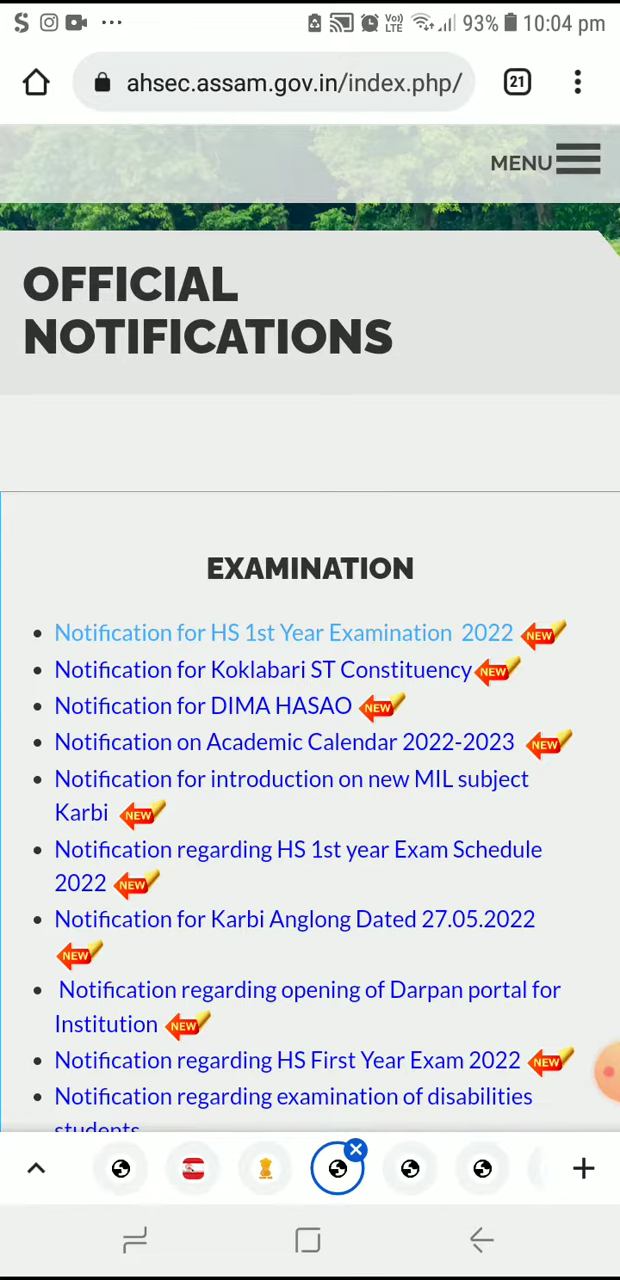 93% 10:04 pm
ahsec.assam.gov.in/index.php/
21
MENU
OFFICIAL
NOTIFICATIONS
EXAMINATION
Notification for HS 1st Year Examination 2022 NEW
Notification for Koklabari ST Constituency NEW
Notification for DIMA HASAO NEW
Notification on Academic Calendar 2022-2023 NEW
Notification for introduction on new MIL subject
Karbi NEW
Notification regarding HS 1st year Exam Schedule
2022 NEW
Notification for Karbi Anglong Dated 27.05.2022
NEW
Notification regarding opening of Darpan portal for
Institution NEW
Notification regarding HS First Year Exam 2022 NEW
Notification regarding examination of disabilities
students